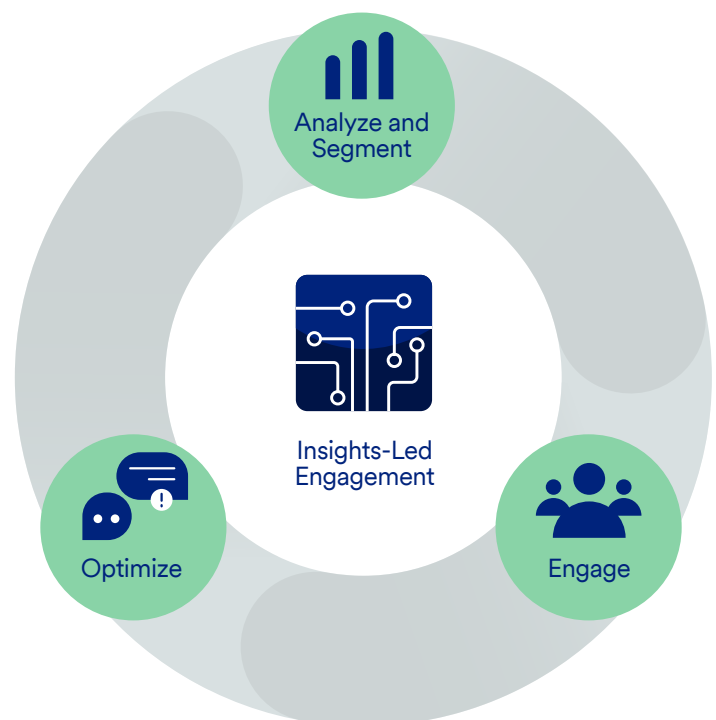 Analyze and
Segment
Insights-Led
Engagement
Optimize
Engage